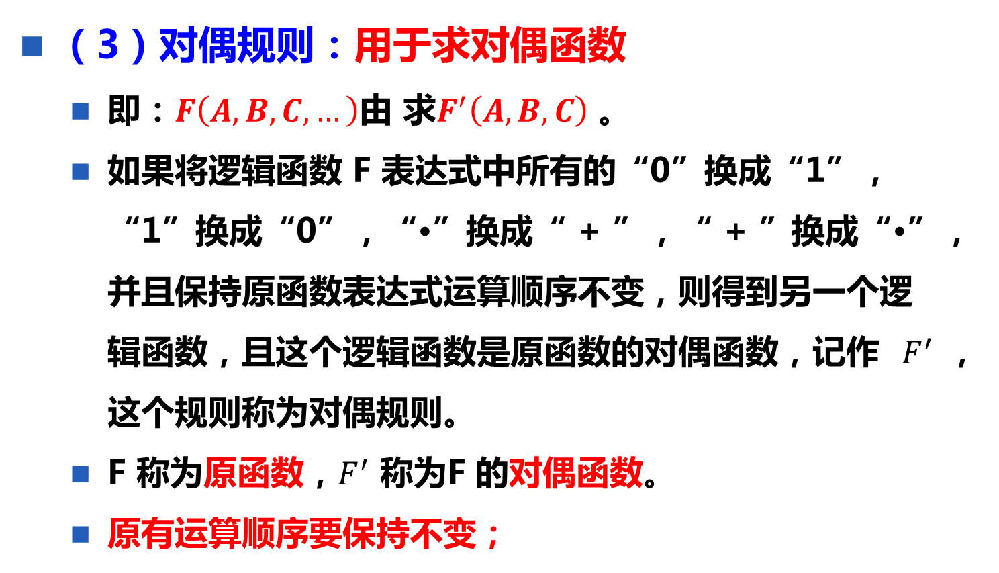 （3）对偶规则：用于求对偶函数
即：F(A,B,C,…)由 求F′(A,B,C) 。
如果将逻辑函数 F 表达式中所有的“0”换成“1”，
“1”换成“0”，“•”换成“ + ”，“ + ”换成“•”，
并且保持原函数表达式运算顺序不变，则得到另一个逻
辑函数，且这个逻辑函数是原函数的对偶函数，记作 F′ ，
这个规则称为对偶规则。
F 称为原函数，F′ 称为F 的对偶函数。
原有运算顺序要保持不变；